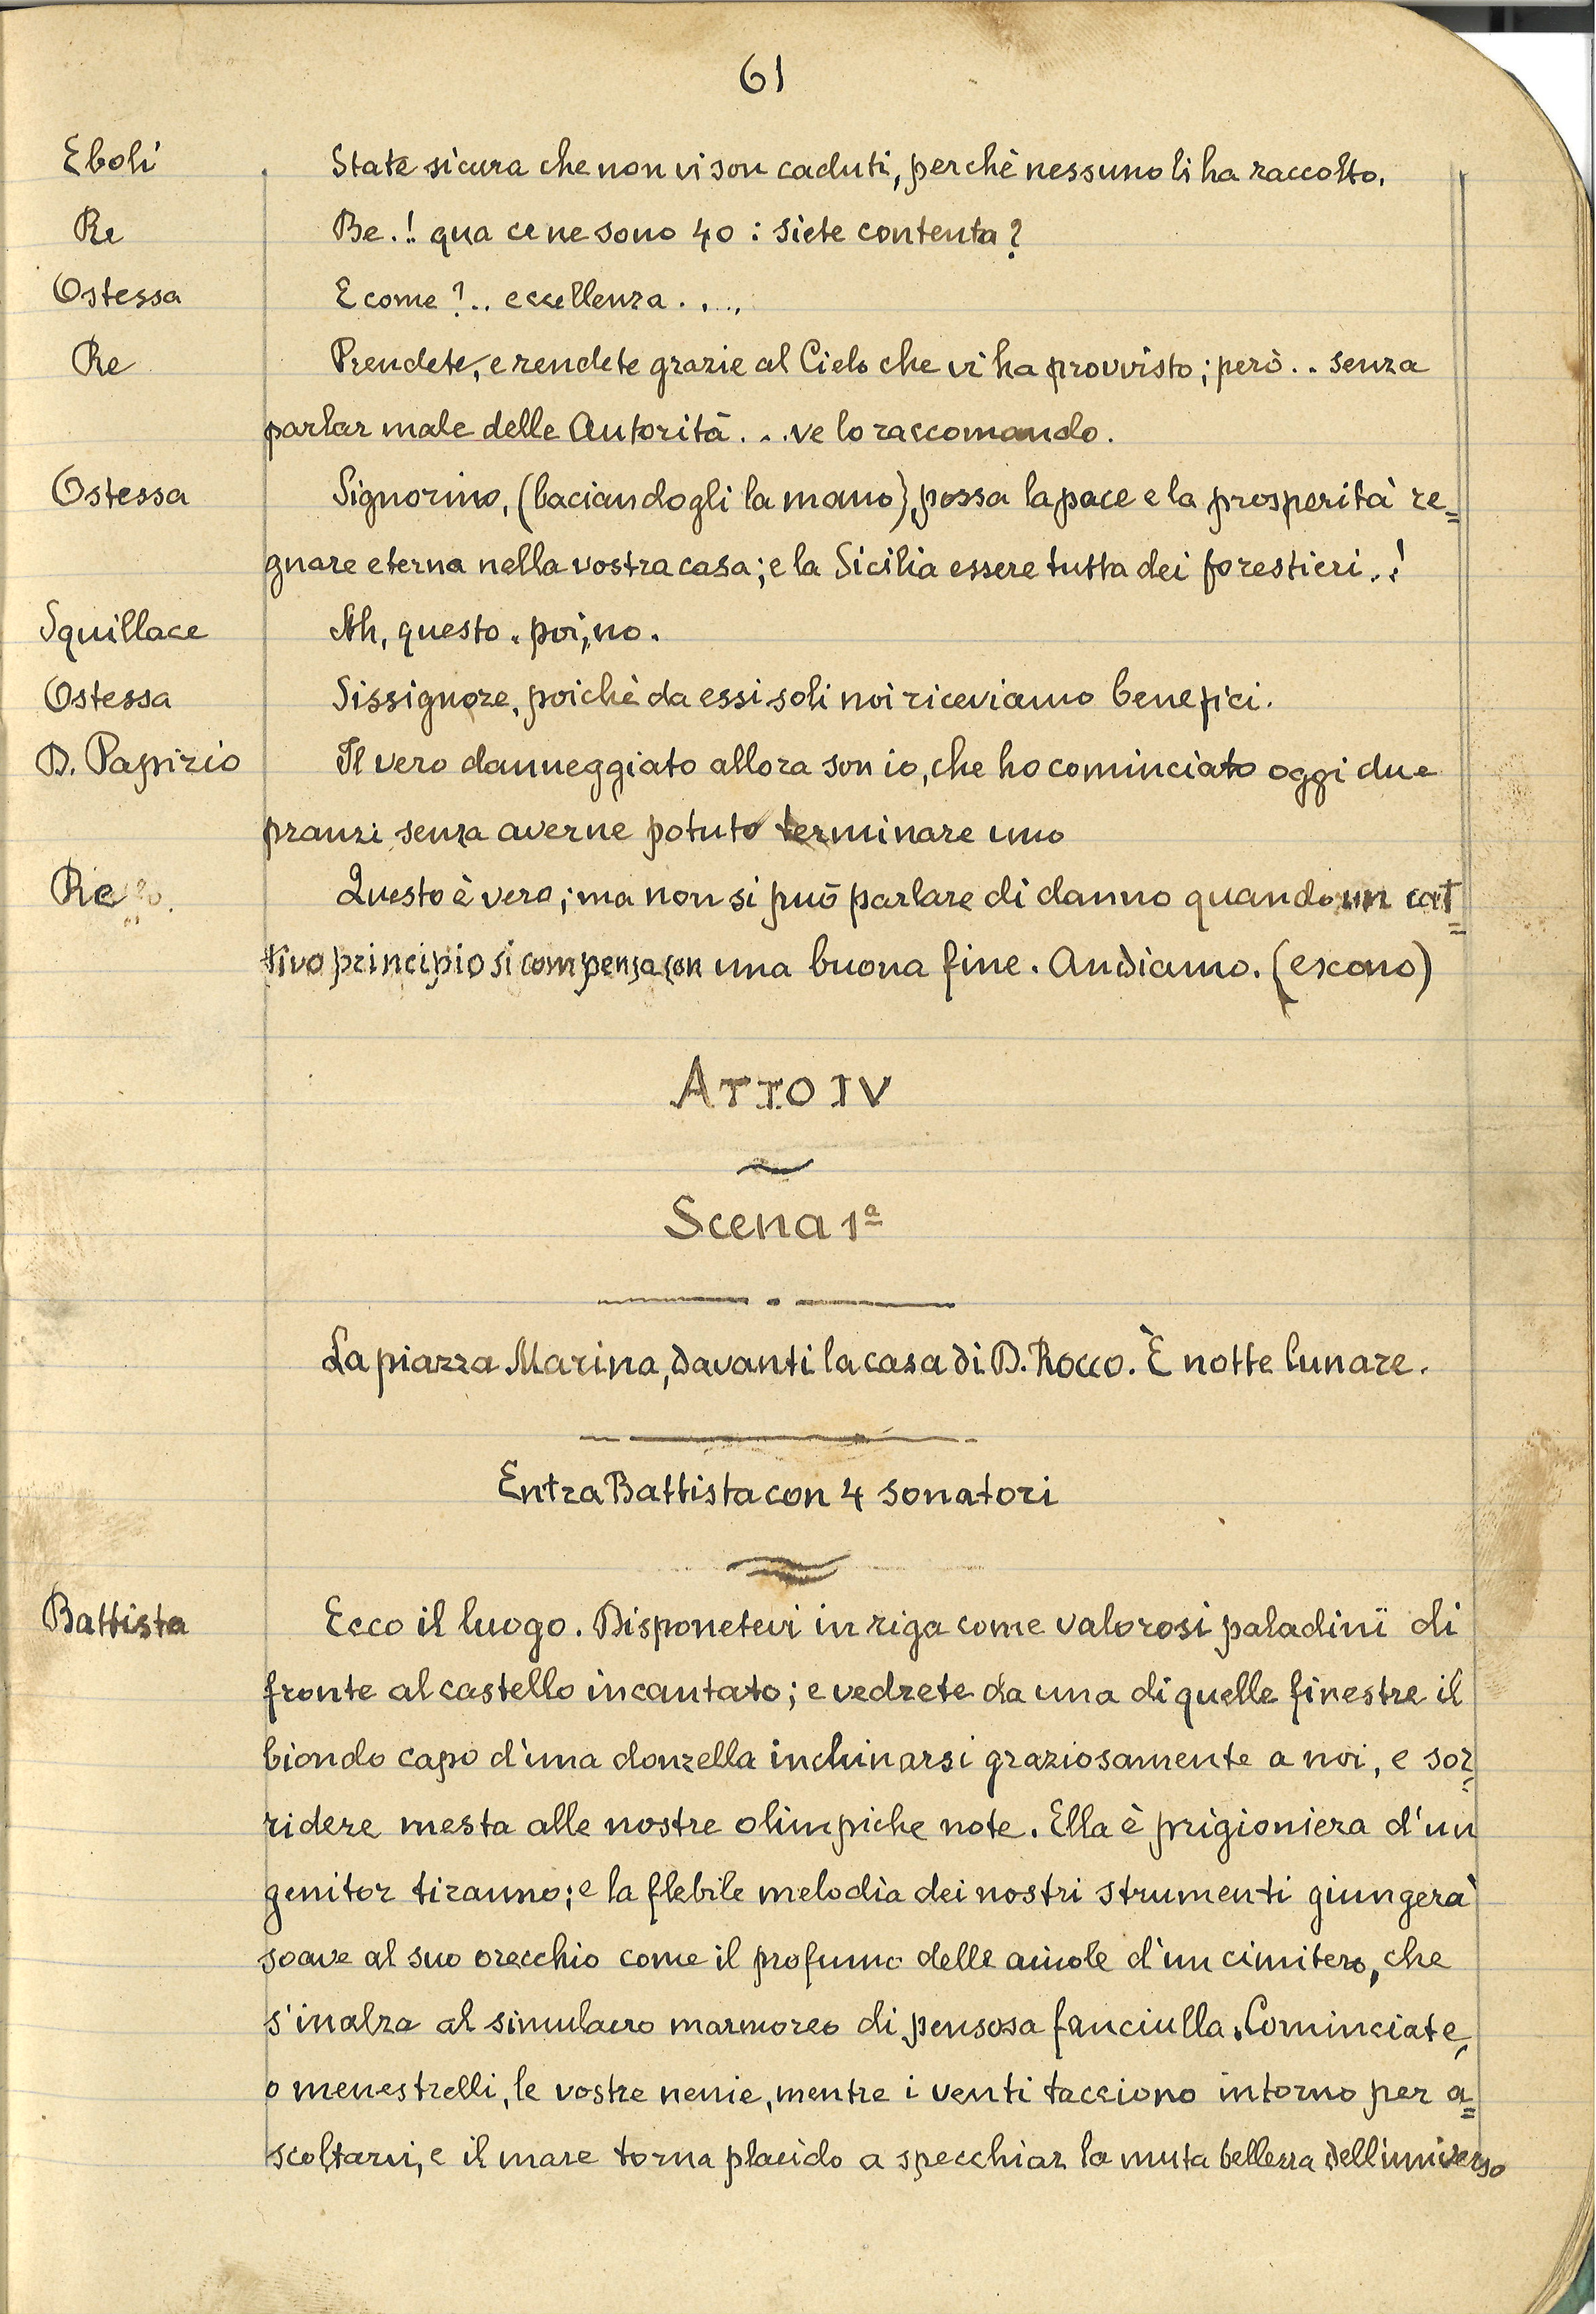 61
Eboli State sicura che non vi son caduti, perchè nessuno li ha raccolto.
Re Be.! qua ce ne sono 40: siete contenta?
Ostessa E come?.. eccellenza....
Re Prendete, e rendete grazie al Cielo che vi ha provvisto; però.. senza
parlar male delle Autorità... ve lo raccomando.
Ostessa Signorino, (baciandogli la mano), possa la pace e la prosperità re=
gnare eterna nella vostra casa; e la Sicilia essere tutta dei forestieri..!
Squillace Ah, questo. poi, no.
Ostessa Sissignore, poichè da essi soli noi riceviamo benefici.
D. Papirio Il vero danneggiato allora son io, che ho cominciato oggi due
pranzi senza averne potuto terminare uno
Re Questo è vero; ma non si può parlare di danno quando un cat=
tivo principio si compensa con una buona fine. Andiamo. (escono)
Atto IV
Scena 1ª
La piazza Marina, davanti la casa di D. Rocco. È notte lunare.
Entra Battista con 4 sonatori
Battista Ecco il luogo. Disponetevi in riga come valorosi paladini di
fronte al castello incantato; e vedrete da una di quelle finestre il
biondo capo d'una donzella inchinarsi graziosamente a noi, e sor=
ridere mesta alle nostre olimpiche note. Ella è prigioniera d'un
genitor tiranno; e la flebile melodia dei nostri strumenti giungerà
soave al suo orecchio come il profumo delle aiuole d'un cimitero, che
s'inalza al simulacro marmoreo di pensosa fanciulla. Cominciate,
o menestrelli, le vostre nenie, mentre i venti tacciono intorno per a=
scoltarvi, e il mare torna placido a specchiar la muta bellezza dell'universo